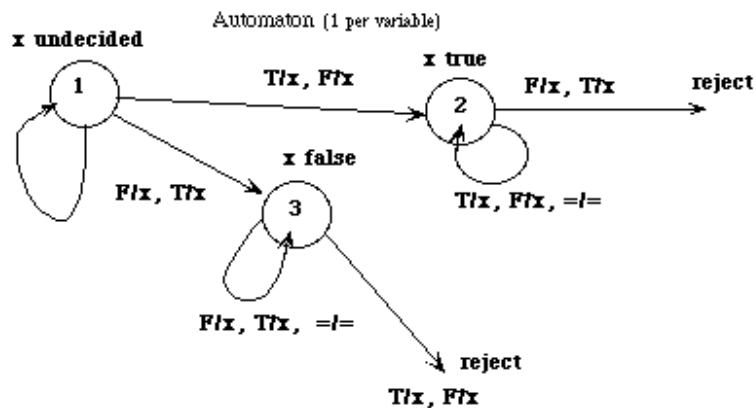 Automaton (1 per variable)
x undecided
1
T/x, F/x
x true
2
F/x, T/x
reject
T/x, F/x, =/=
F/x, T/x
x false
3
F/x, T/x, =/=
reject
T/x, F/x